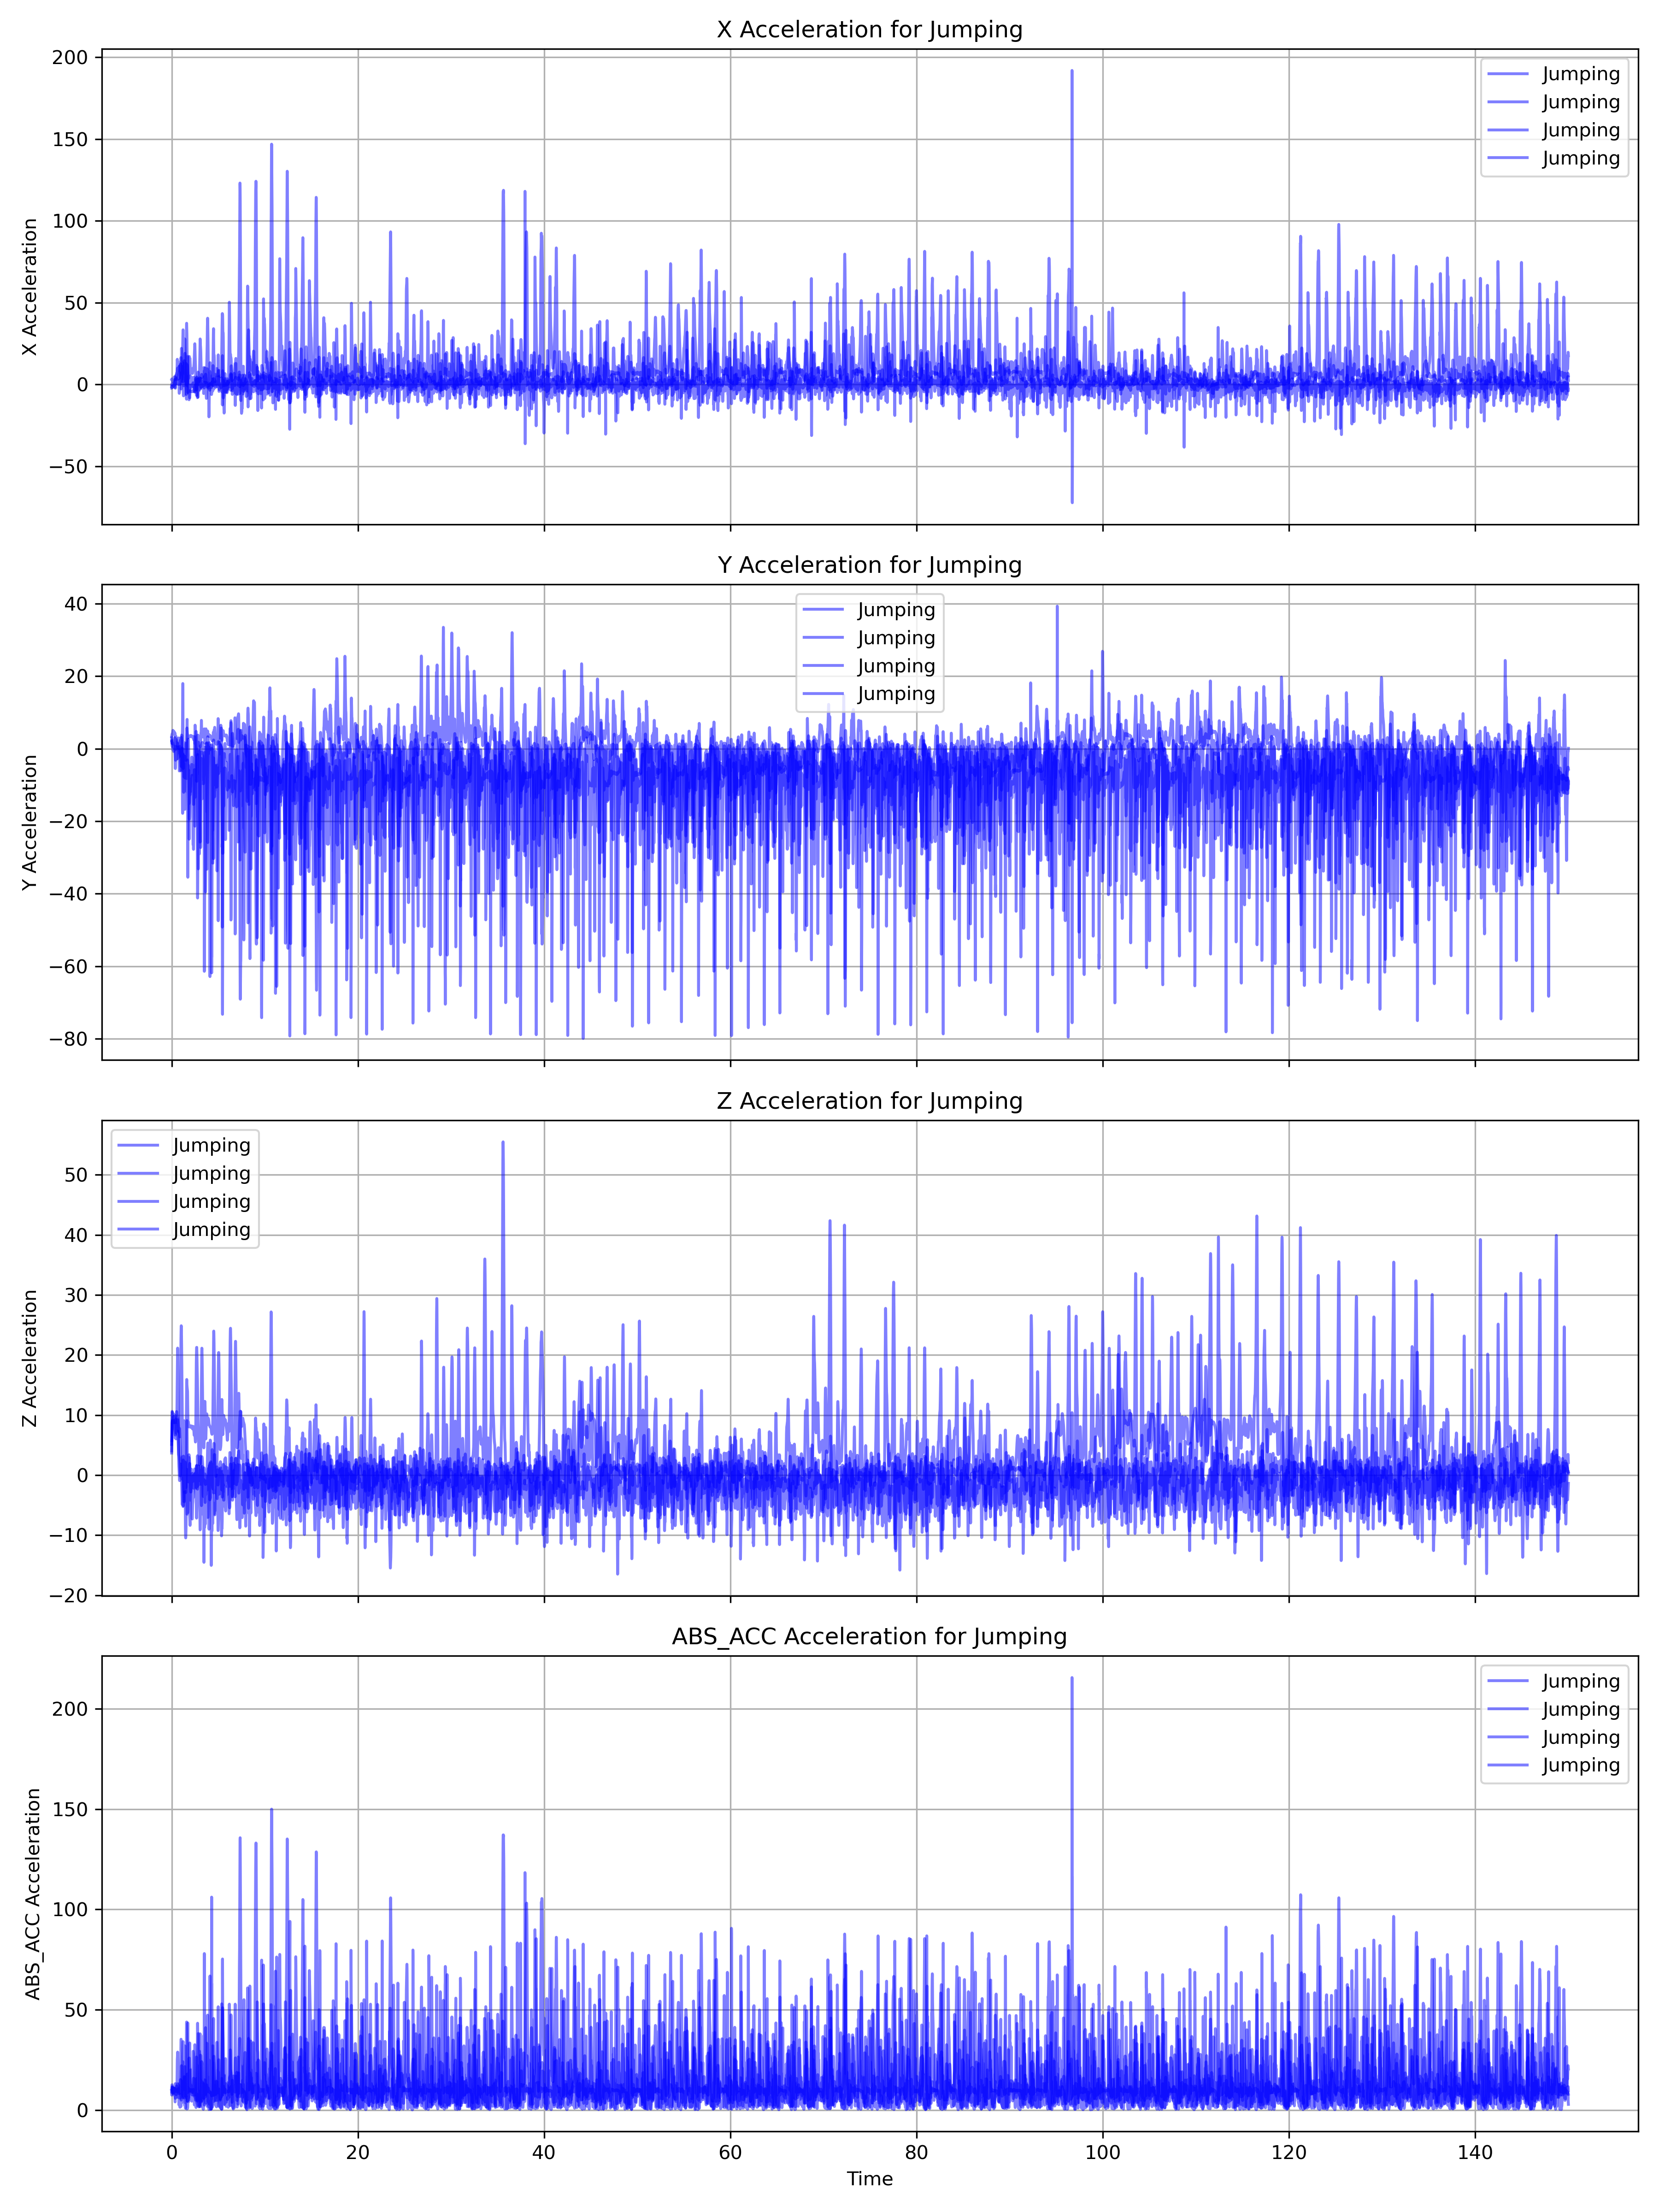 X Acceleration for Jumping
200
150
100
50
0
−50
X Acceleration
Jumping
Jumping
Jumping
Jumping
Y Acceleration for Jumping
40
20
0
−20
−40
−60
−80
Y Acceleration
Jumping
Jumping
Jumping
Jumping
Z Acceleration for Jumping
50
40
30
20
10
0
−10
−20
Z Acceleration
Jumping
Jumping
Jumping
Jumping
ABS_ACC Acceleration for Jumping
200
150
100
50
0
ABS_ACC Acceleration
Jumping
Jumping
Jumping
Jumping
0 20 40 60 80 100 120 140
Time